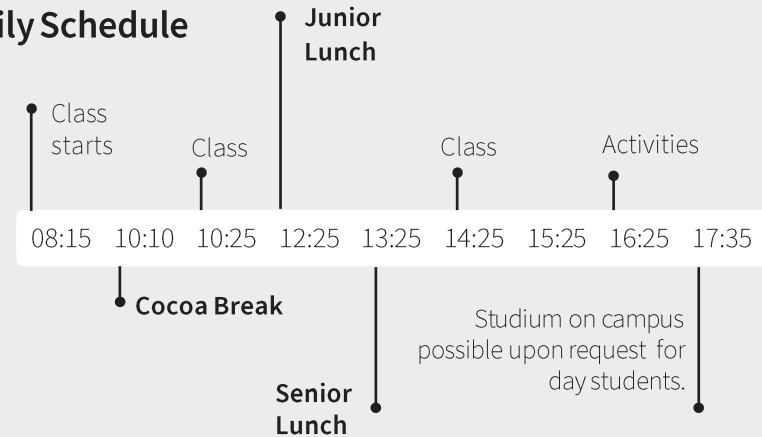 ily Schedule
Junior
Lunch
Class
starts
Class
Class
Activities
08:15 10:10 10:25 12:25 13:25 14:25 15:25 16:25 17:35
Cocoa Break
Studium on campus
possible upon request for
day students.
Senior
Lunch